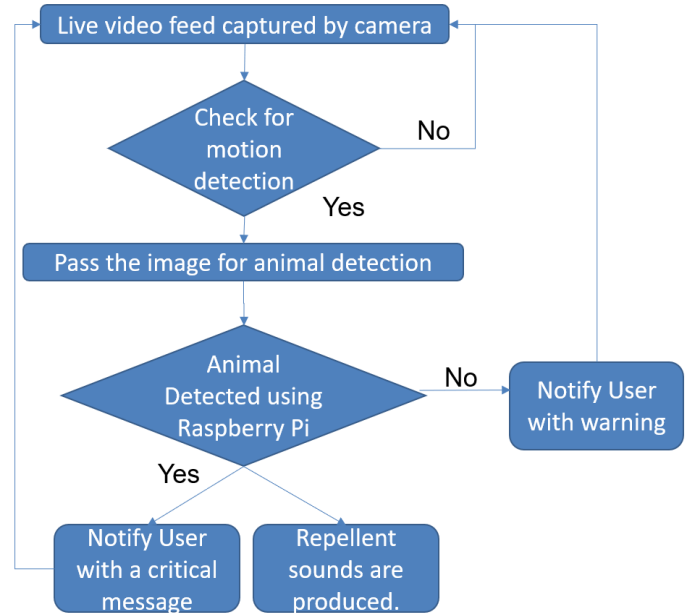 Live video feed captured by camera
Check for
motion
detection
No
Yes
Pass the image for animal detection
Animal
Detected using
Raspberry Pi
No
Notify User
with warning
Yes
Notify User
with a critical
message
Repellent
sounds are
produced.